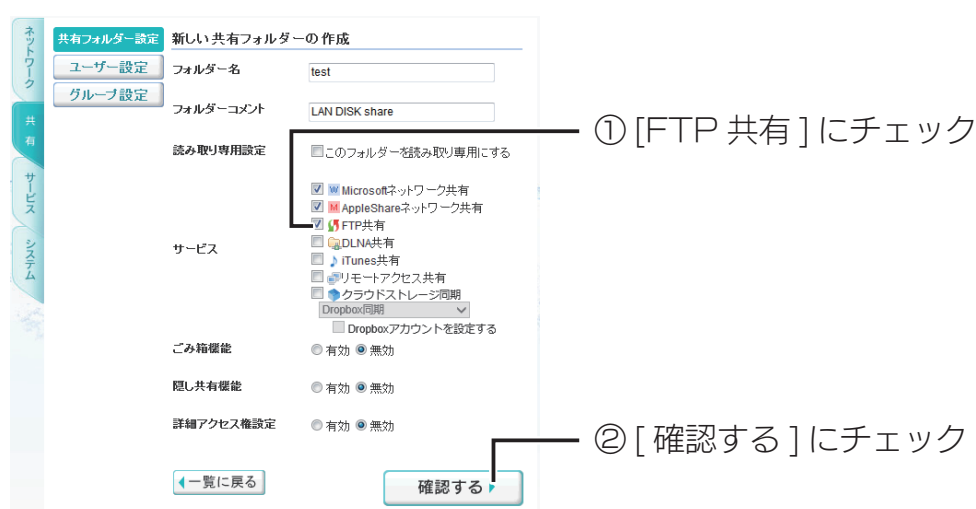 ネットワーク
共有
サービス
システム
共有フォルダー設定
ユーザー設定
グループ設定
新しい共有フォルダーの作成
フォルダー名
test
フォルダーコメント
LAN DISK share
読み取り専用設定
このフォルダーを読み取り専用にする
サービス
Microsoftネットワーク共有
AppleShareネットワーク共有
FTP共有
DLNA共有
iTunes共有
リモートアクセス共有
クラウドストレージ同期
Dropbox同期
Dropboxアカウントを設定する
ごみ箱機能
有効 無効
隠し共有機能
有効 無効
詳細アクセス権設定
有効 無効
一覧に戻る
確認する
① [FTP 共有 ] にチェック
② [ 確認する ] にチェック